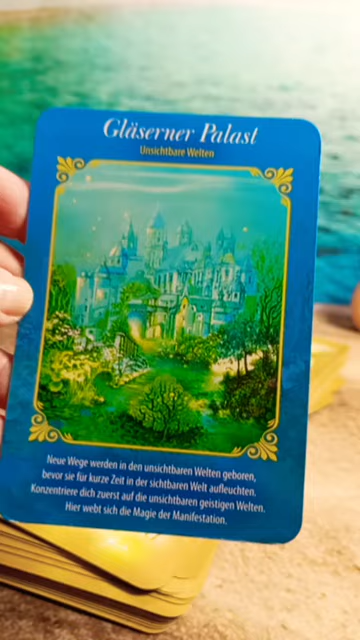 Gläserner Palast
Unsichtbare Welten
Neue Wege werden in den unsichtbaren Welten geboren,
bevor sie für kurze Zeit in der sichtbaren Welt aufleuchten.
Konzentriere dich zuerst auf die unsichtbaren geistigen Welten.
Hier webt sich die Magie der Manifestation.